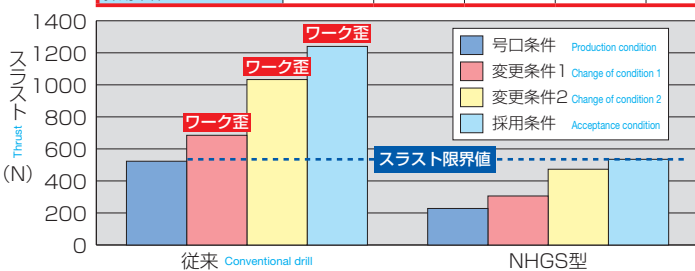 1400
1200
1000
800
600
400
200
0
スラスト Thrust
(N)
ワーク歪
ワーク歪
ワーク歪
号口条件 Production condition
変更条件1 Change of condition 1
変更条件2 Change of condition 2
採用条件 Acceptance condition
スラスト限界値
従来 Conventional drill
NHGS型